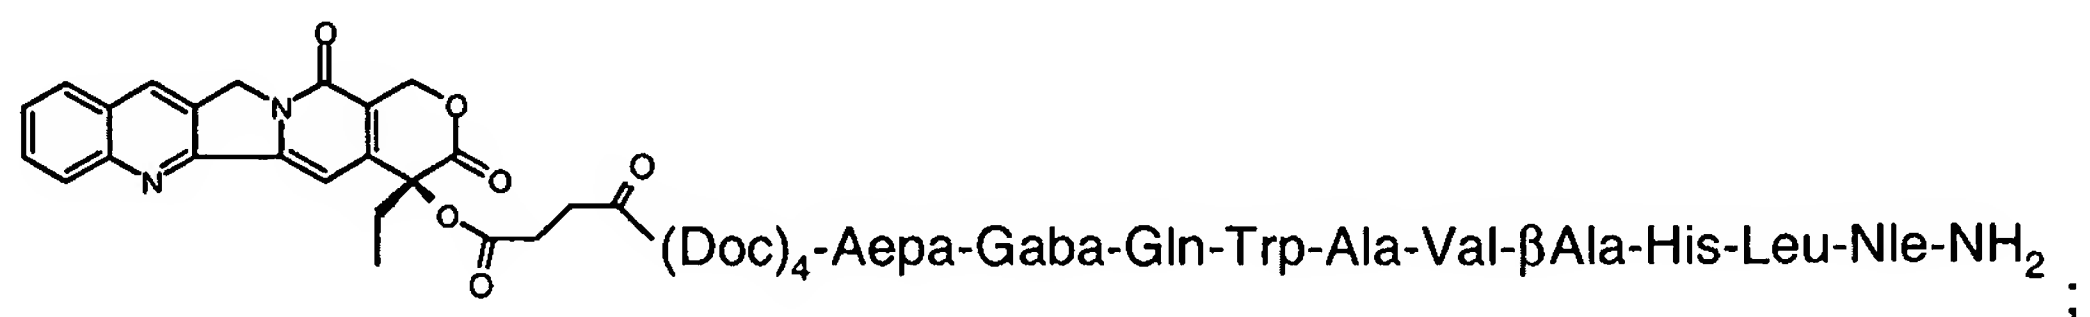 O
N
O
N
O
O
O
O
(Doc)4-Aepa-Gaba-Gln-Trp-Ala-Val-βAla-His-Leu-Nle-NH2
O
;